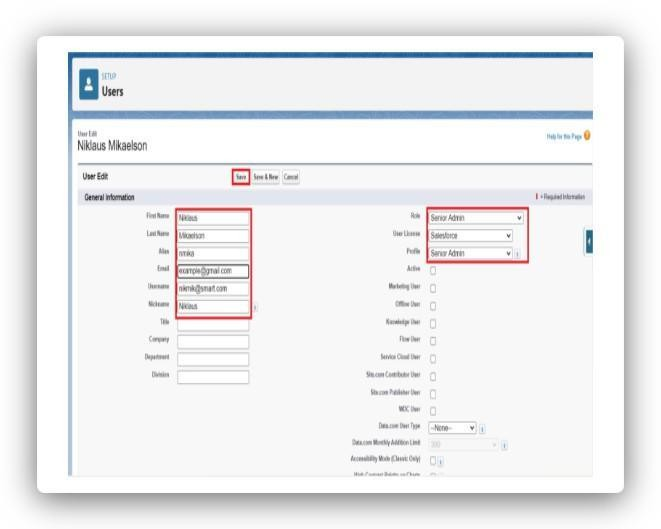 SETUP
Users
User Edit
Niklaus Mikaelson
Help for this Page
User Edit
Save
Save & New
Cancel
General Information
= Required Information
First Name
Niklaus
Last Name
Mikaelson
Alias
nmika
Email
example@gmail.com
Username
nikmik@smart.com
Nickname
Niklaus
Title
Company
Department
Division
Role
Senior Admin
User License
Salesforce
Profile
Senior Admin
Active
Marketing User
Offline User
Knowledge User
Flow User
Service Cloud User
Site.com Contributor User
Site.com Publisher User
WDC User
Data.com User Type
--None--
Data.com Monthly Addition Limit
300
Accessibility Mode (Classic Only)